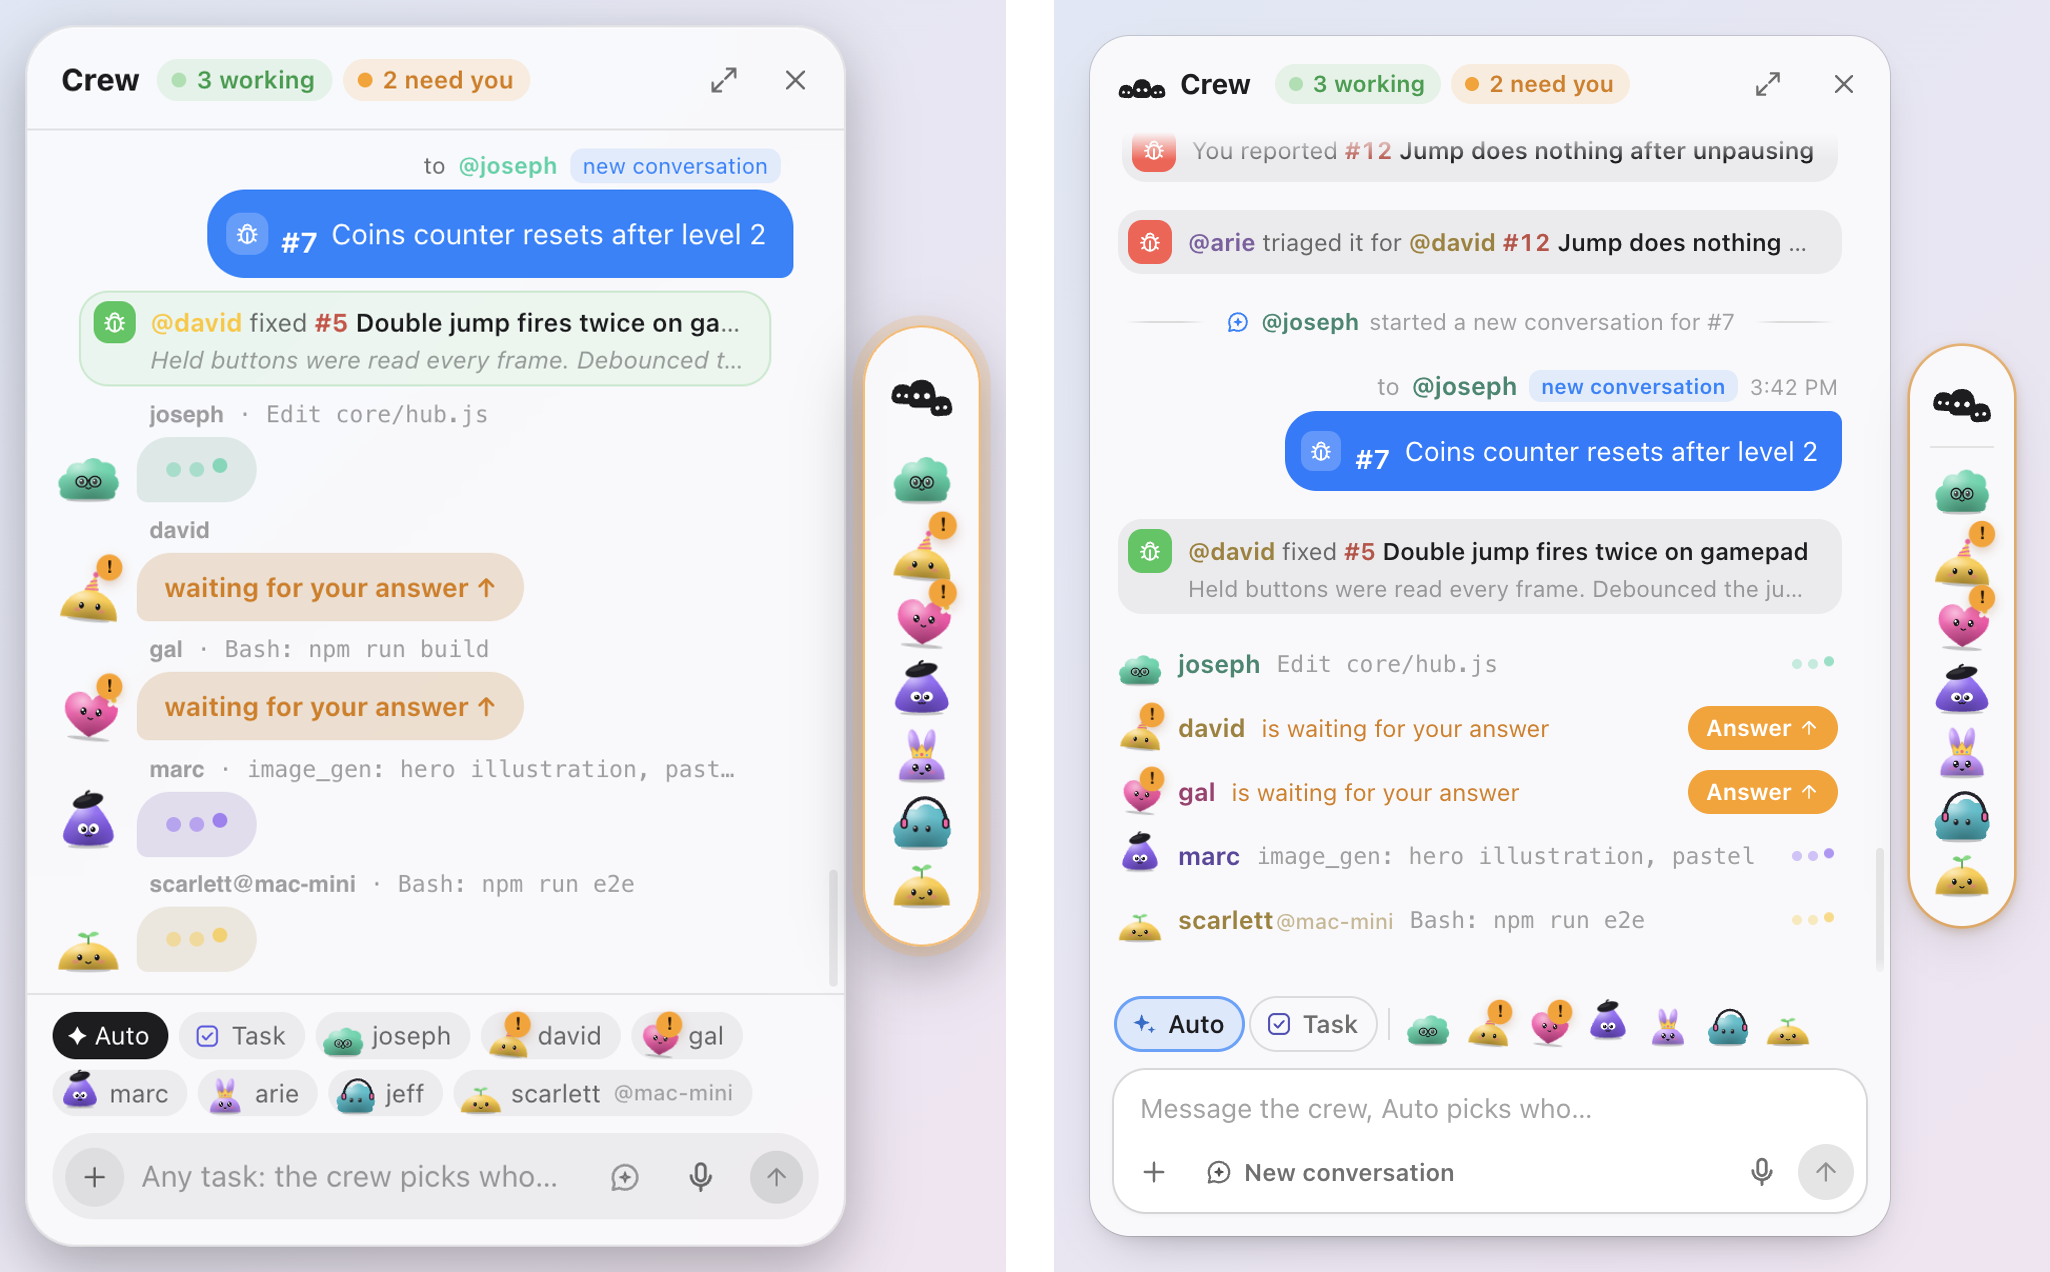 Crew
3 working
2 need you
to @joseph new conversation
#7 Coins counter resets after level 2
@david fixed #5 Double jump fires twice on ga...
Held buttons were read every frame. Debounced t...
joseph · Edit core/hub.js
david
!
waiting for your answer ↑
gal · Bash: npm run build
!
waiting for your answer ↑
marc · image_gen: hero illustration, past…
scarlett@mac-mini · Bash: npm run e2e
Auto
Task
joseph
! david
! gal
marc
arie
jeff
scarlett @mac-mini
Any task: the crew picks who...
!
!
Crew
3 working
2 need you
You reported #12 Jump does nothing after unpausing
@arie triaged it for @david #12 Jump does nothing ...
@joseph started a new conversation for #7
to @joseph new conversation 3:42 PM
#7 Coins counter resets after level 2
@david fixed #5 Double jump fires twice on gamepad
Held buttons were read every frame. Debounced the ju...
joseph Edit core/hub.js
! david is waiting for your answer Answer ↑
! gal is waiting for your answer Answer ↑
marc image_gen: hero illustration, pastel
scarlett@mac-mini Bash: npm run e2e
Auto
Task
!
!
Message the crew, Auto picks who...
New conversation
!
!